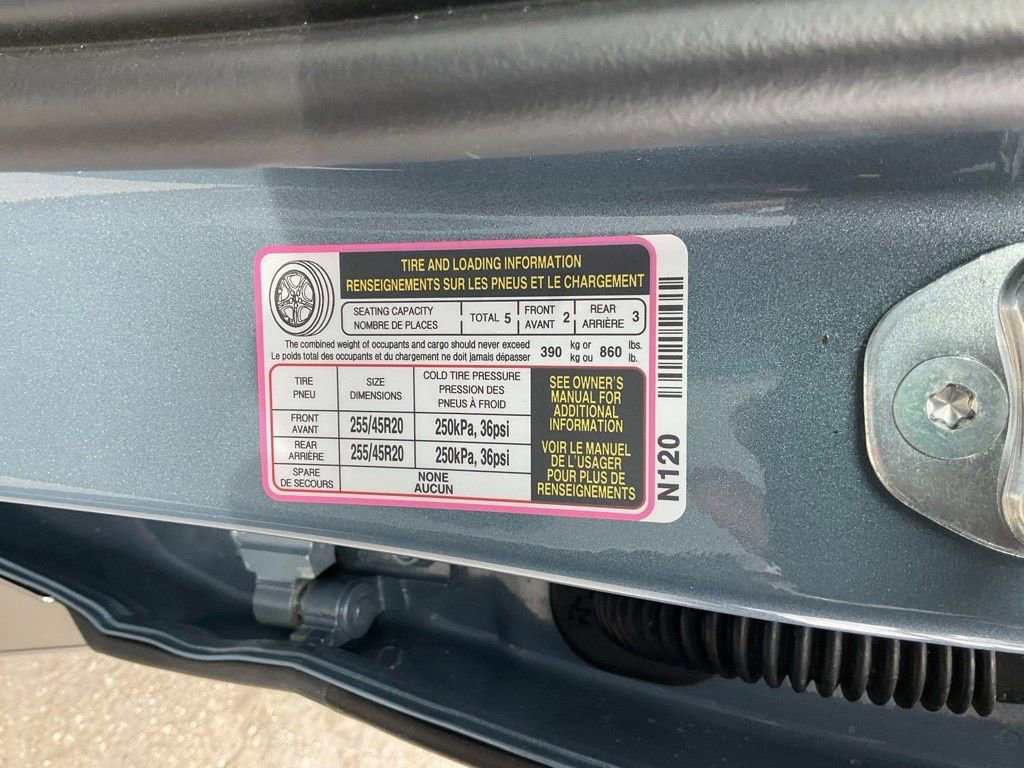 TIRE AND LOADING INFORMATION
RENSEIGNEMENTS SUR LES PNEUS ET LE CHARGEMENT
SEATING CAPACITY
NOMBRE DE PLACES
TOTAL 5
FRONT
AVANT 2
REAR
ARRIÈRE 3
The combined weight of occupants and cargo should never exceed
Le poids total des occupants et du chargement ne doit jamais dépasser
390 kg or
kg ou 860 lbs.
lb.
TIRE
PNEU
SIZE
DIMENSIONS
COLD TIRE PRESSURE
PRESSION DES
PNEUS À FROID
FRONT
AVANT
255/45R20
250kPa, 36psi
REAR
ARRIÈRE
255/45R20
250kPa, 36psi
SPARE
DE SECOURS
NONE
AUCUN
SEE OWNER'S
MANUAL FOR
ADDITIONAL
INFORMATION
VOIR LE MANUEL
DE L'USAGER
POUR PLUS DE
RENSEIGNEMENTS
N120